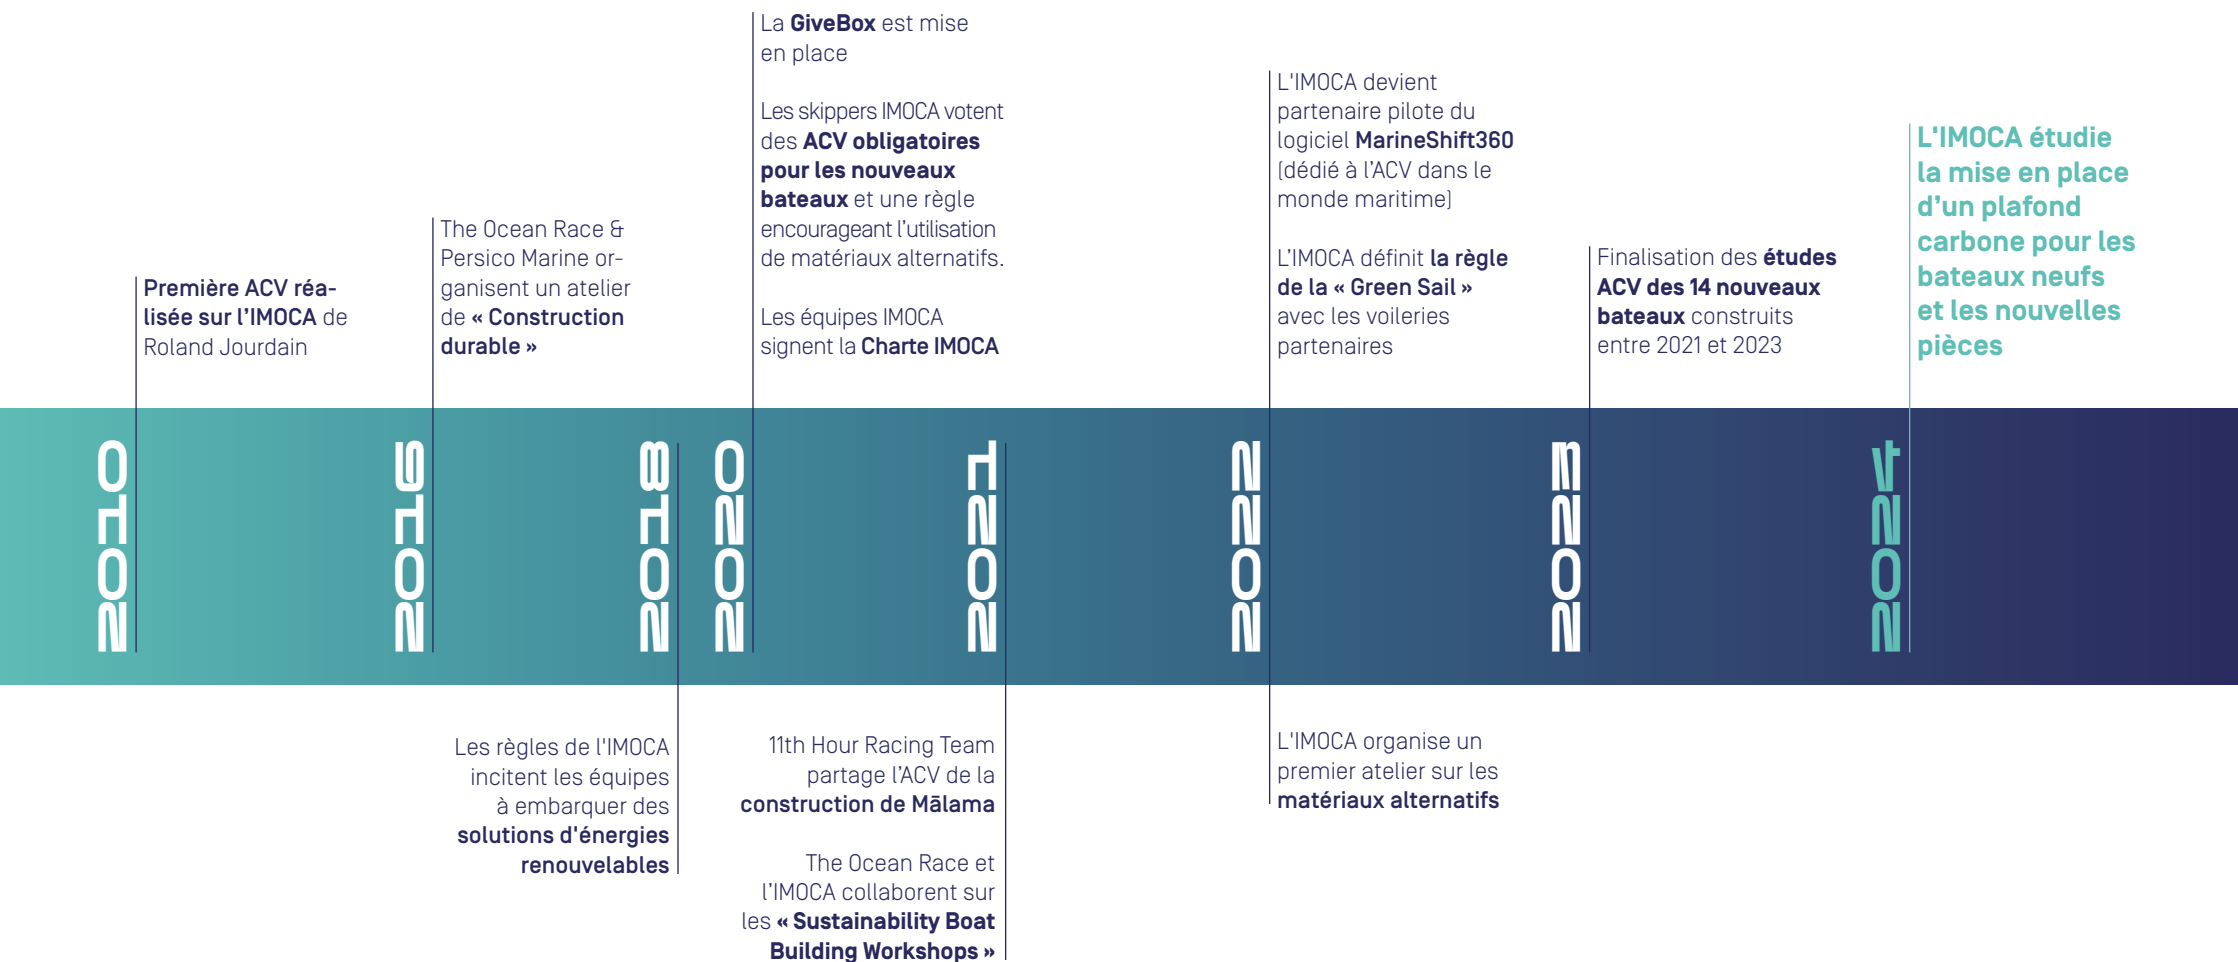 La GiveBox est mise
en place
Les skippers IMOCA votent
des ACV obligatoires
pour les nouveaux
bateaux et une règle
encourageant l'utilisation
de matériaux alternatifs.
Les équipes IMOCA
signent la Charte IMOCA
L'IMOCA devient
partenaire pilote du
logiciel MarineShift360
(dédié à l'ACV dans le
monde maritime)
L'IMOCA définit la règle
de la « Green Sail »
avec les voileries
partenaires
L'IMOCA étudie
la mise en place
d'un plafond
carbone pour les
bateaux neufs
et les nouvelles
pièces
The Ocean Race &
Persico Marine or-
ganisent un atelier
de « Construction
durable »
Finalisation des études
ACV des 14 nouveaux
bateaux construits
entre 2021 et 2023
Première ACV réa-
lisée sur l'IMOCA de
Roland Jourdain
2010
2016
2018
2020
2021
2022
2023
2024
Les règles de l'IMOCA
incitent les équipes
à embarquer des
solutions d'énergies
renouvelables
11th Hour Racing Team
partage l'ACV de la
construction de Mālama
The Ocean Race et
l'IMOCA collaborent sur
les « Sustainability Boat
Building Workshops »
L'IMOCA organise un
premier atelier sur les
matériaux alternatifs